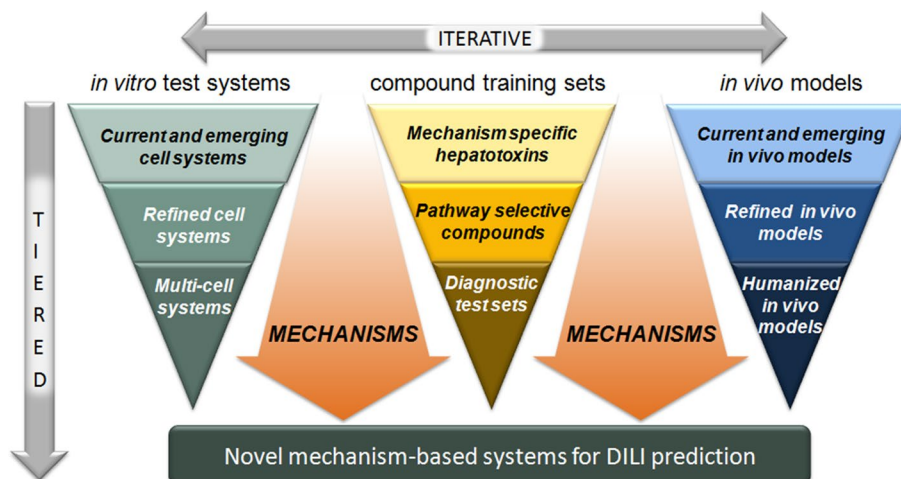 ITERATIVE
in vitro test systems
compound training sets
in vivo models
TIERED
Current and emerging
cell systems
Refined cell
systems
Multi-cell
systems
MECHANISMS
Mechanism specific
hepatotoxins
Pathway selective
compounds
Diagnostic
test sets
MECHANISMS
Current and emerging
in vivo models
Refined in vivo
models
Humanized
in vivo
models
Novel mechanism-based systems for DILI prediction